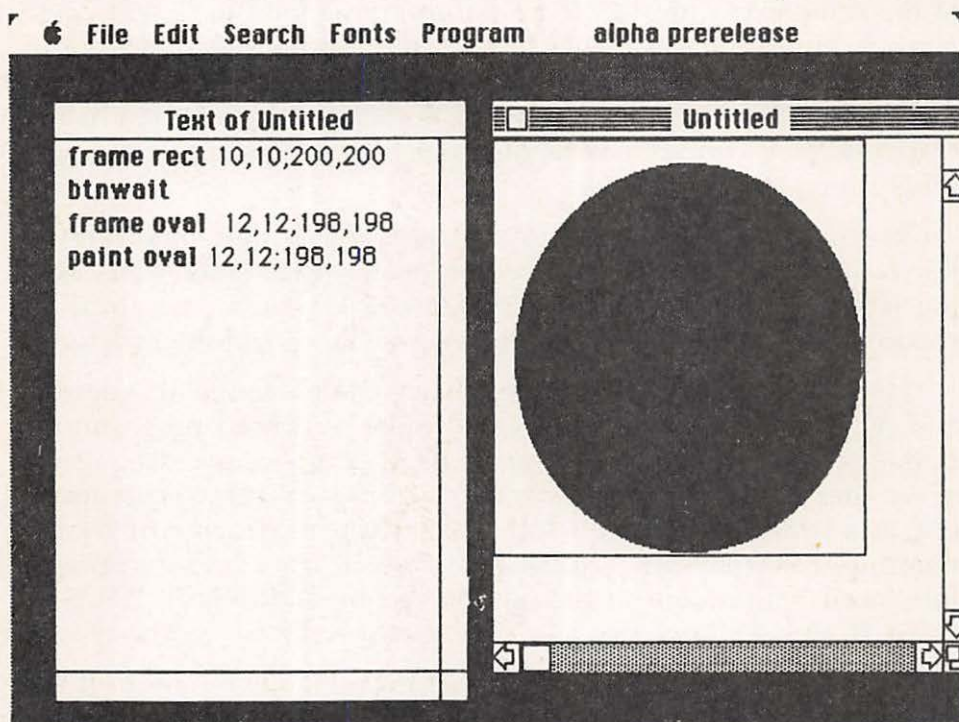 File Edit Search Fonts Program alpha prerelease
Text of Untitled
frame rect 10,10;200,200
btnwait
frame oval 12,12;198,198
paint oval 12,12;198,198
Untitled